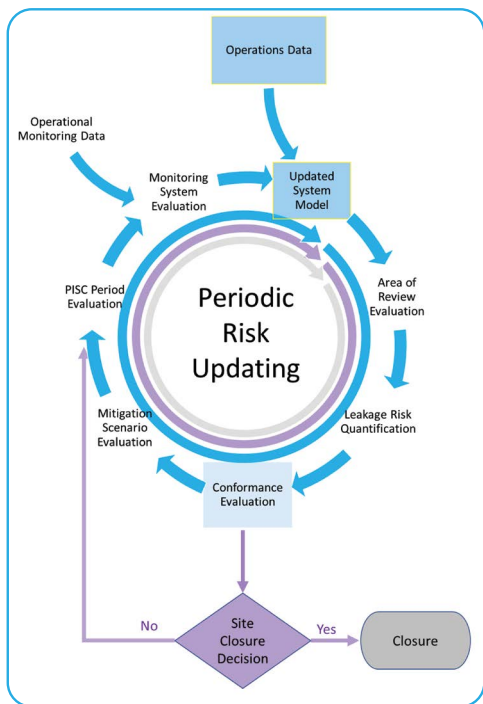 Operations Data
Operational
Monitoring Data
Monitoring
System
Evaluation
Updated
System
Model
Area of
Review
Evaluation
Leakage Risk
Quantification
Conformance
Evaluation
Mitigation
Scenario
Evaluation
PISC Period
Evaluation
Periodic
Risk
Updating
No
Site
Closure
Decision
Yes
Closure